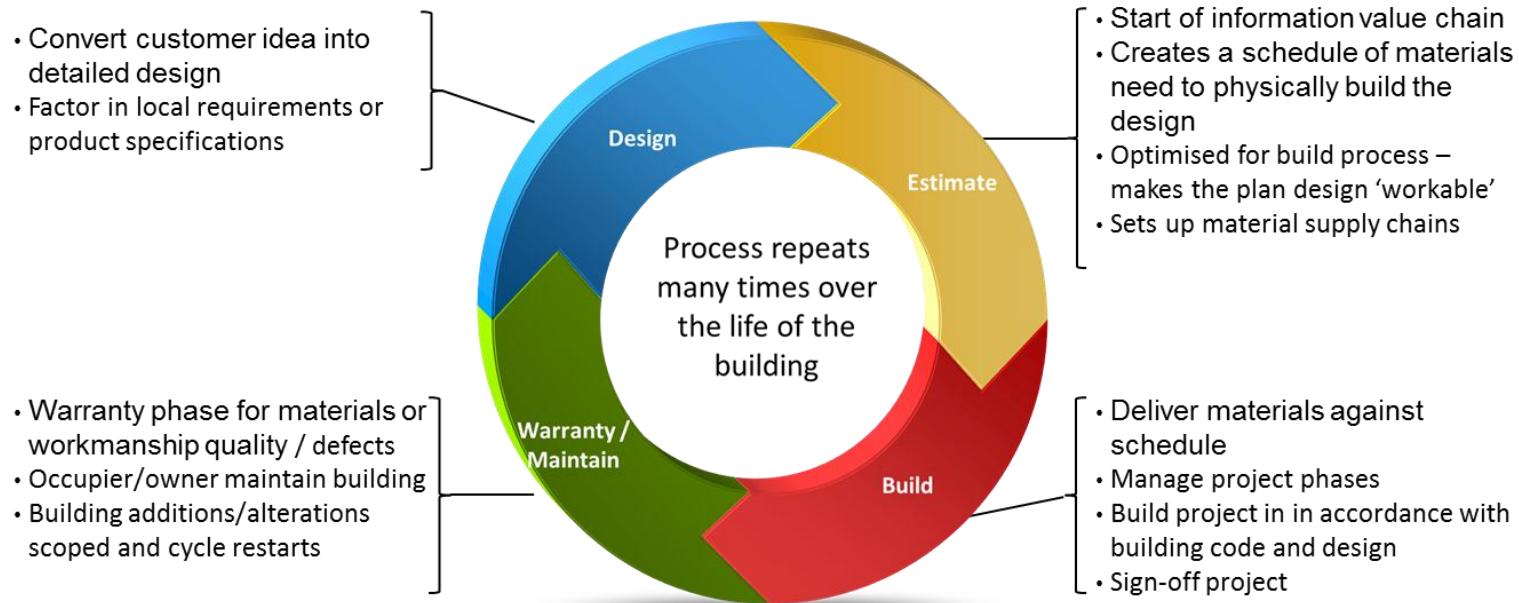 • Convert customer idea into
detailed design
• Factor in local requirements or
product specifications
Design
Estimate
• Start of information value chain
• Creates a schedule of materials
need to physically build the
design
• Optimised for build process –
makes the plan design ‘workable’
• Sets up material supply chains
Process repeats
many times over
the life of the
building
• Warranty phase for materials or
workmanship quality / defects
• Occupier/owner maintain building
• Building additions/alterations
scoped and cycle restarts
Warranty /
Maintain
Build
• Deliver materials against
schedule
• Manage project phases
• Build project in in accordance with
building code and design
• Sign-off project